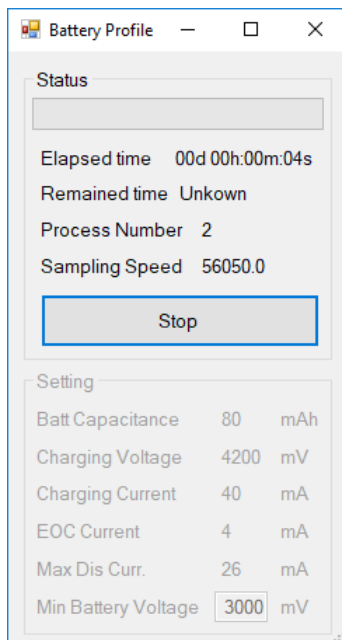 Battery Profile
Status
Elapsed time 00d 00h:00m:04s
Remained time Unkown
Process Number 2
Sampling Speed 56050.0
Stop
Setting
Batt Capacitance 80 mAh
Charging Voltage 4200 mV
Charging Current 40 mA
EOC Current 4 mA
Max Dis Curr. 26 mA
Min Battery Voltage 3000 mV